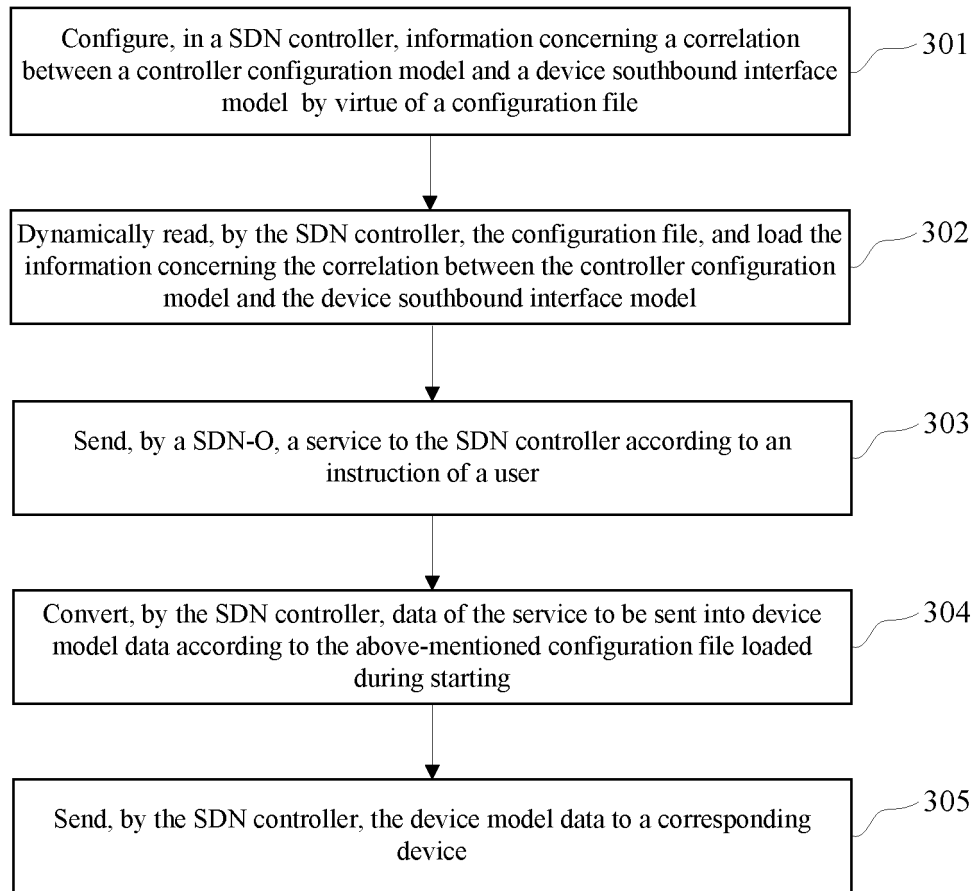 Configure, in a SDN controller, information concerning a correlation
between a controller configuration model and a device southbound interface
model by virtue of a configuration file
301
Dynamically read, by the SDN controller, the configuration file, and load the
information concerning the correlation between the controller configuration
model and the device southbound interface model
302
Send, by a SDN-O, a service to the SDN controller according to an
instruction of a user
303
Convert, by the SDN controller, data of the service to be sent into device
model data according to the above-mentioned configuration file loaded
during starting
304
Send, by the SDN controller, the device model data to a corresponding
device
305